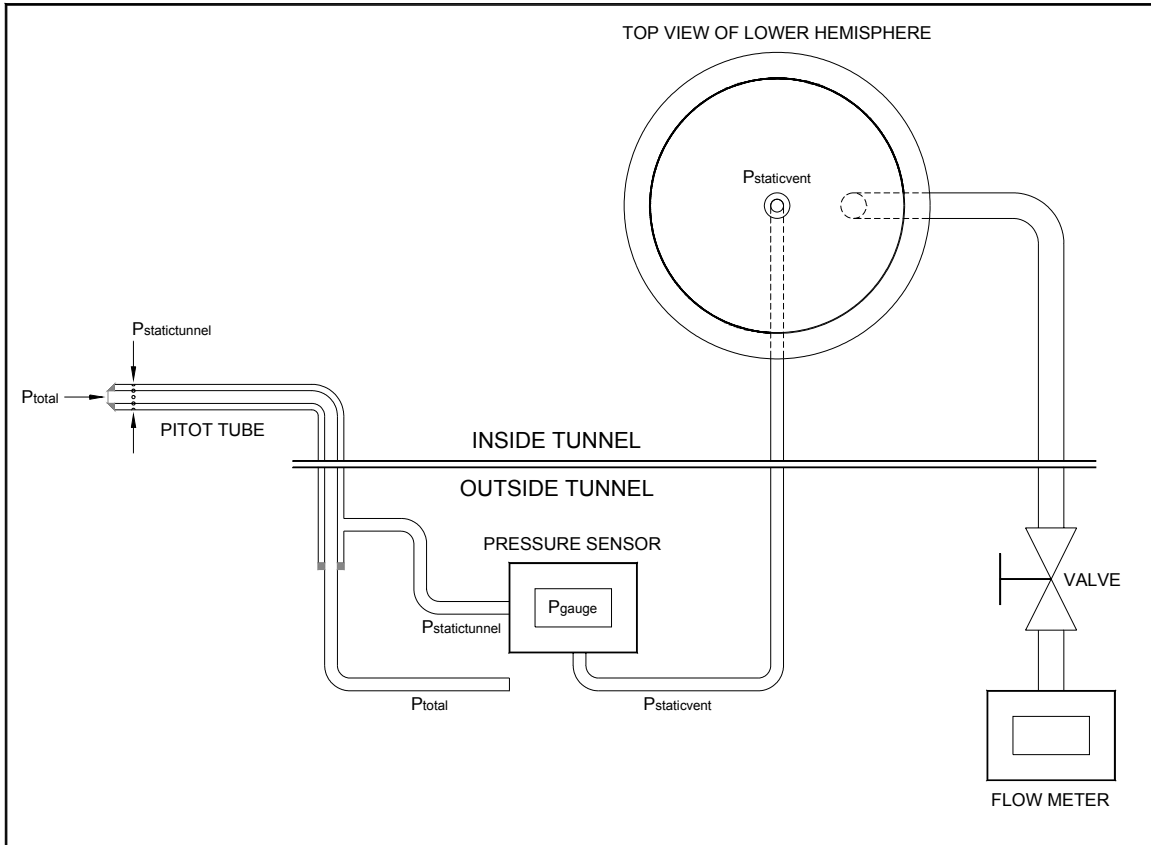 TOP VIEW OF LOWER HEMISPHERE
Pstaticvent
Pstatictunnel
Ptotal
PITOT TUBE
INSIDE TUNNEL
OUTSIDE TUNNEL
PRESSURE SENSOR
Pgauge
VALVE
Pstatictunnel
Ptotal
Pstaticvent
FLOW METER